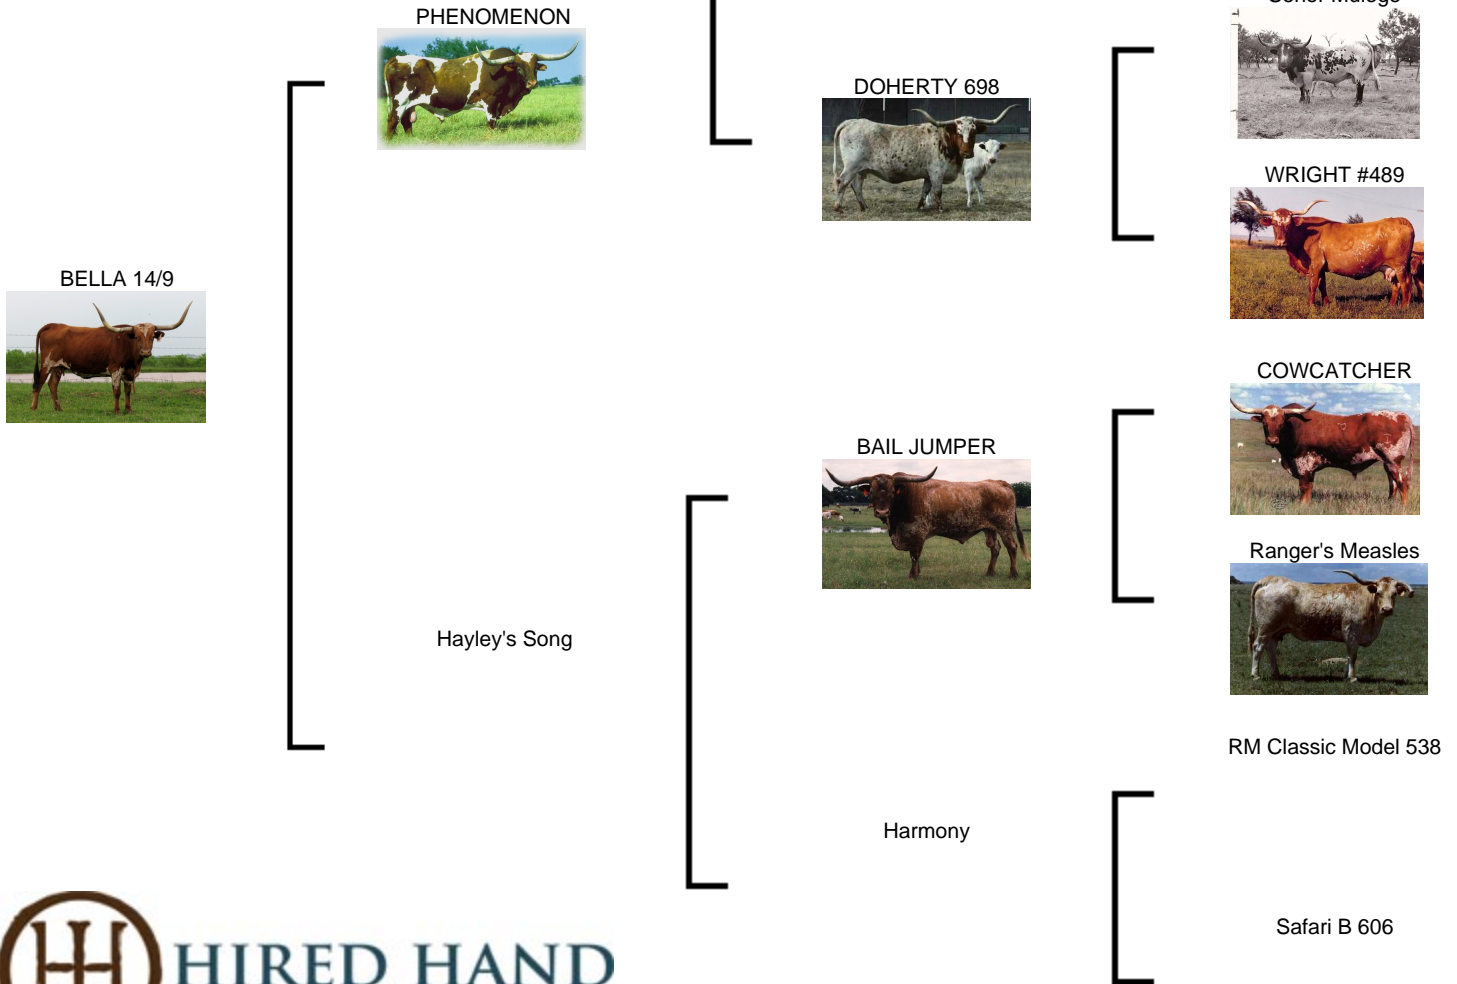 PHENOMENON
DOHERTY 698
WRIGHT #489
BELLA 14/9
COWCATCHER
BAIL JUMPER
Ranger's Measles
Hayley's Song
RM Classic Model 538
Harmony
Safari B 606
HIRED HAND